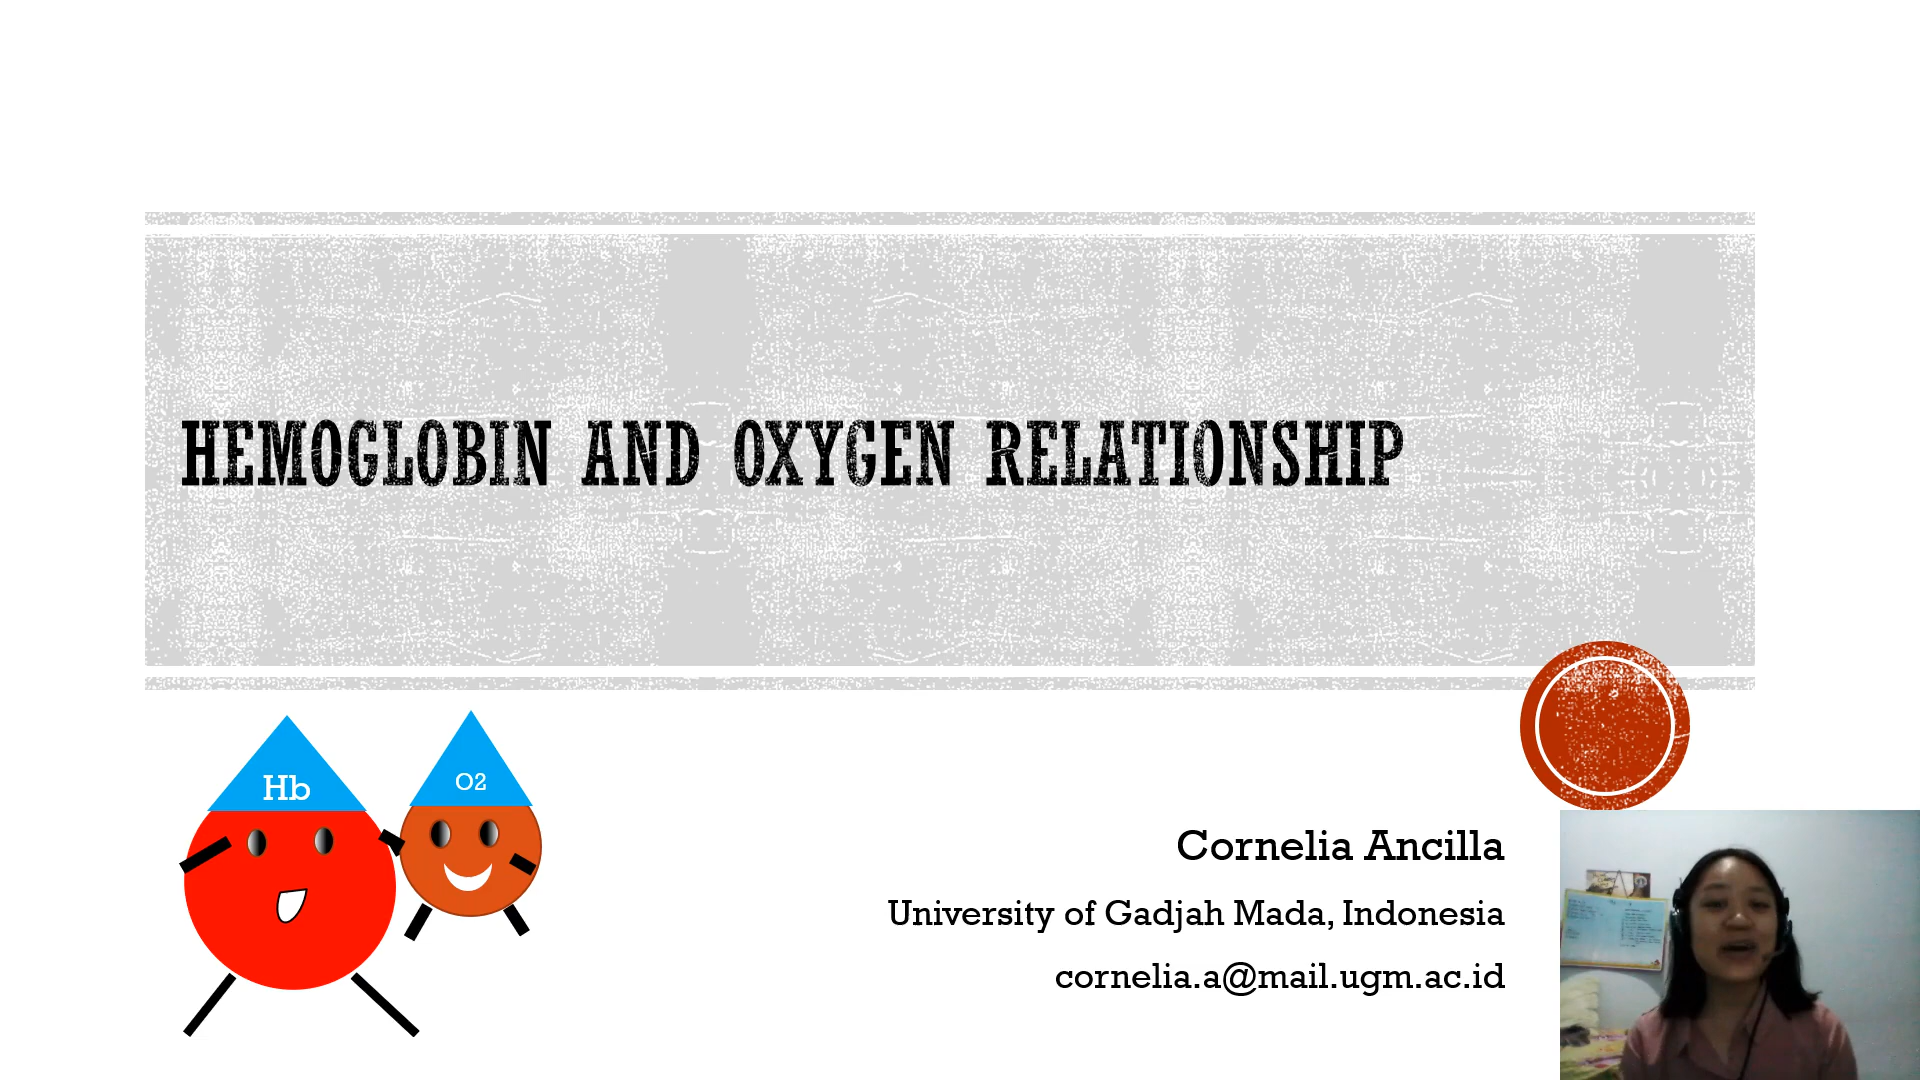 HEMOGLOBIN AND OXYGEN RELATIONSHIP
Hb
O2
Cornelia Ancilla
University of Gadjah Mada, Indonesia
cornelia.a@mail.ugm.ac.id